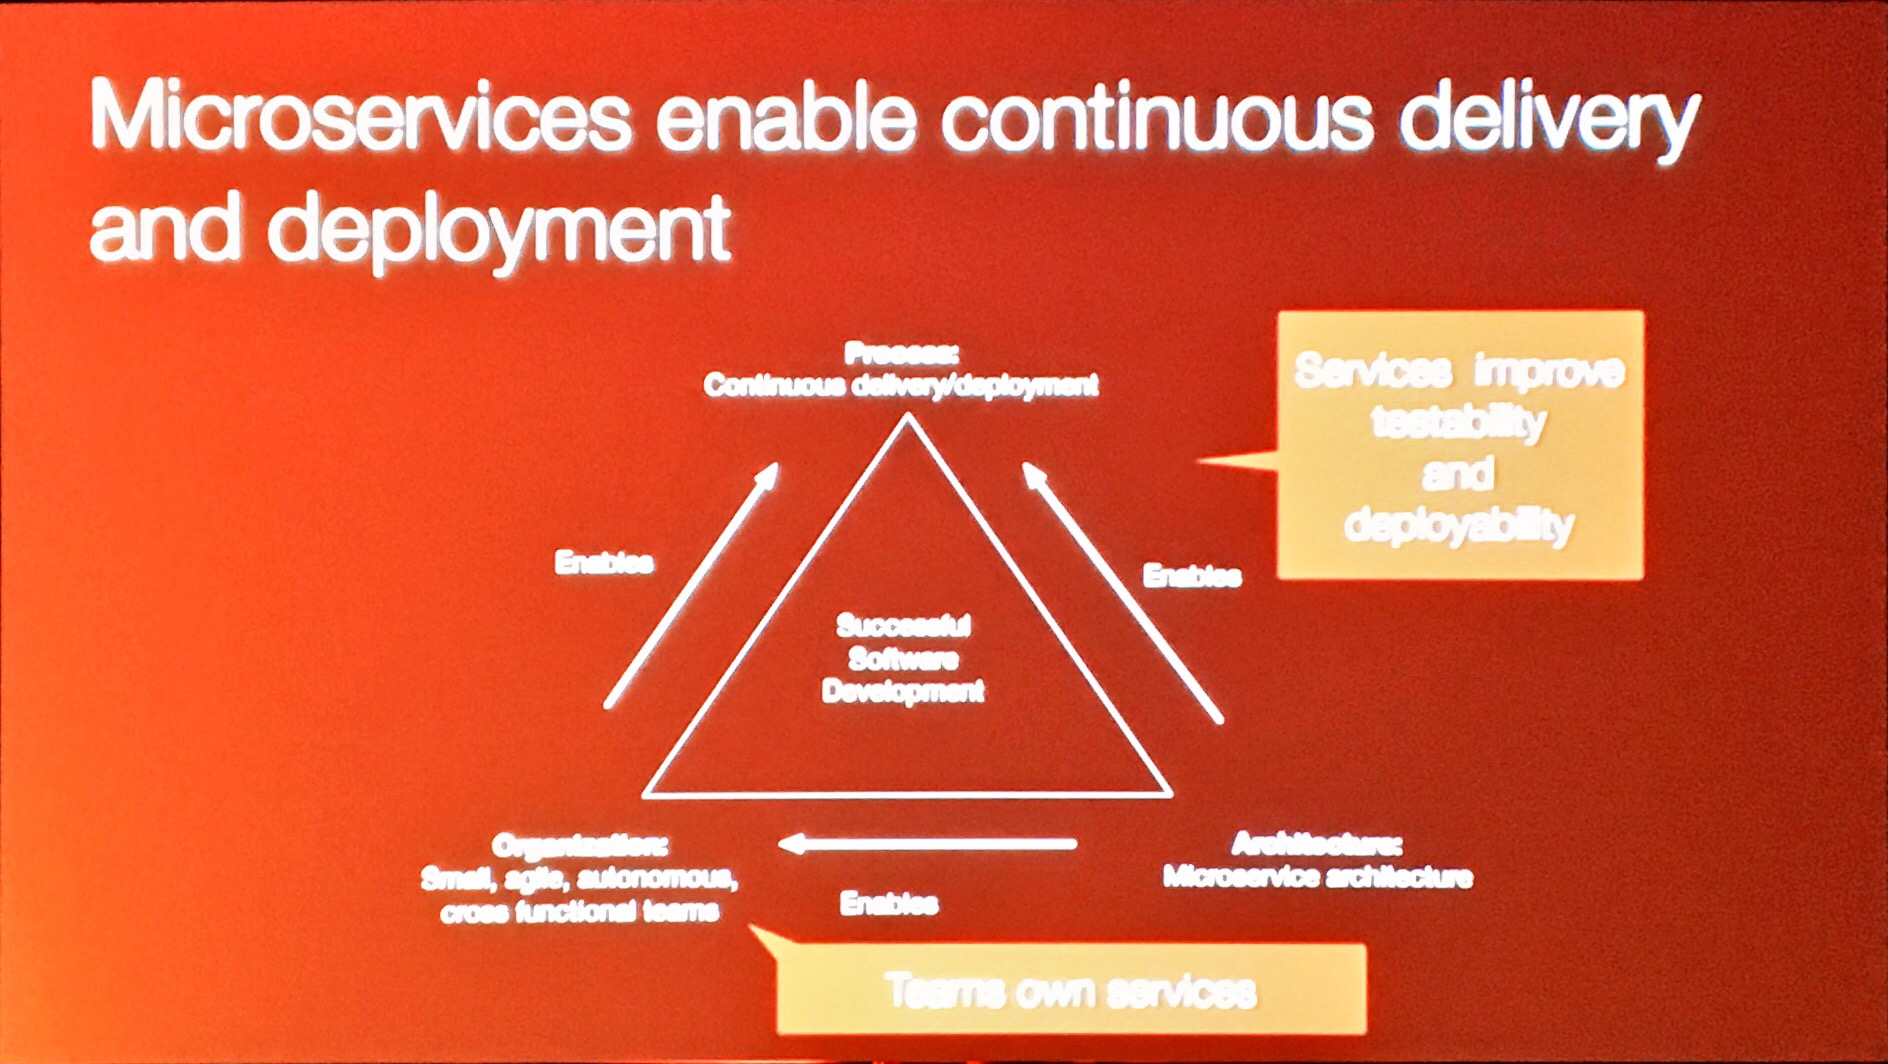 Microservices enable continuous delivery
and deployment
Process:
Continuous delivery/deployment
Services improve
testability
and
deployability
Enables
Enables
Successful
Software
Development
Organization:
Small, agile, autonomous,
cross functional teams
Enables
Architecture:
Microservice architecture
Teams own services